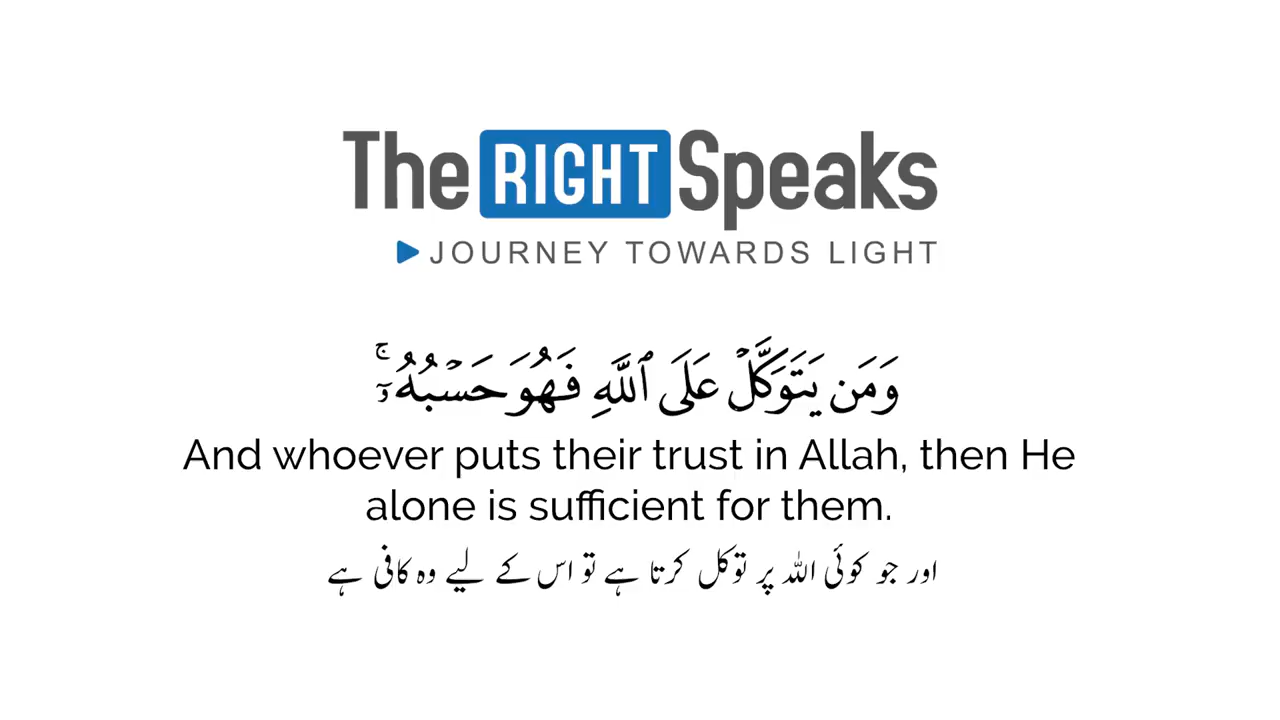 The RIGHT Speaks
JOURNEY TOWARDS LIGHT
وَمَن يَتَوَكَّلْ عَلَى ٱللَّهِ فَهُوَ حَسْبُهُۥٓ ۚ
And whoever puts their trust in Allah, then He
alone is sufficient for them.
اور جو کوئی اللہ پر توکل کرتا ہے تو اس کے لیے وہ کافی ہے